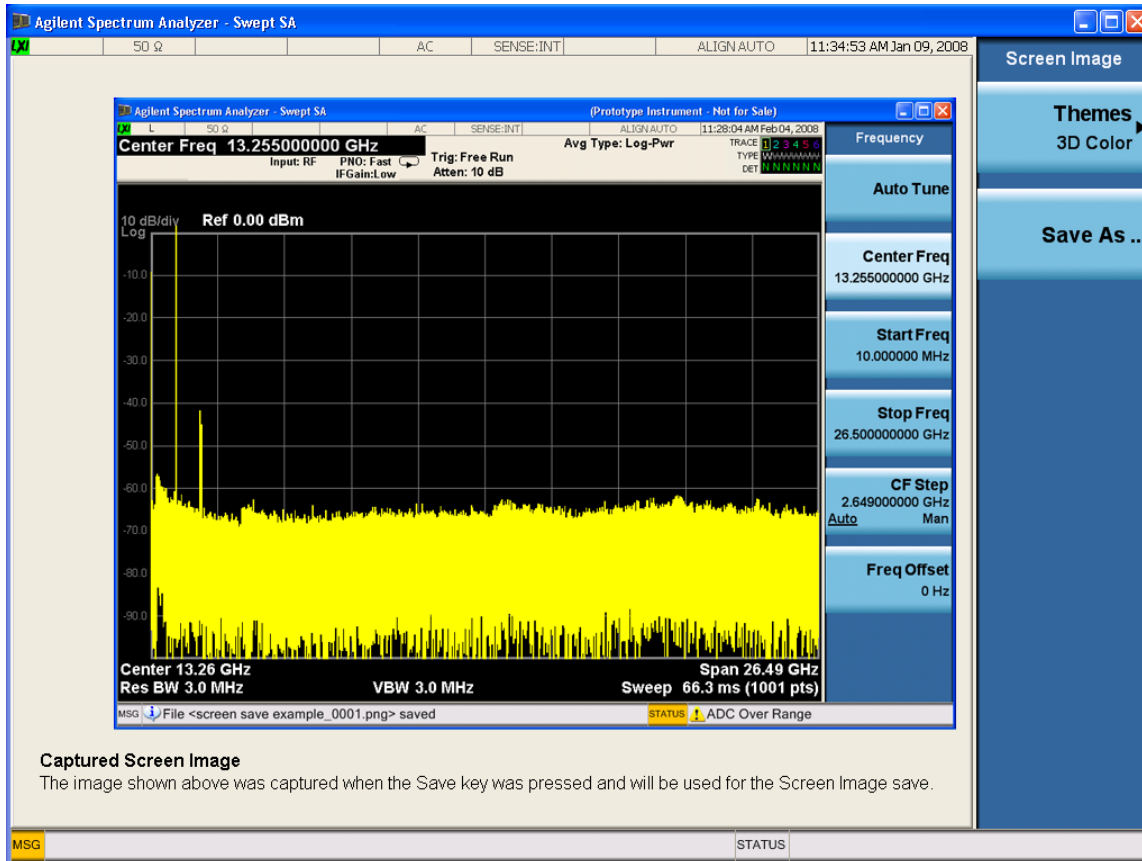 Agilent Spectrum Analyzer - Swept SA
LXI 50 Ω AC SENSE:INT ALIGN AUTO 11:34:53 AM Jan 09, 2008
Screen Image
Themes
3D Color
Save As ..
Agilent Spectrum Analyzer - Swept SA (Prototype Instrument - Not for Sale)
LXI L 50 Ω AC SENSE:INT ALIGN AUTO 11:28:04 AM Feb 04, 2008
Center Freq 13.255000000 GHz
Input: RF PNO: Fast
IFGain:Low
Trig: Free Run
Atten: 10 dB
Avg Type: Log-Pwr
TRACE 1 2 3 4 5 6
TYPE WWWWWW
DET N N N N N N
10 dB/div Ref 0.00 dBm
Log
-10.0
-20.0
-30.0
-40.0
-50.0
-60.0
-70.0
-80.0
-90.0
Center 13.26 GHz Span 26.49 GHz
Res BW 3.0 MHz VBW 3.0 MHz Sweep 66.3 ms (1001 pts)
MSG File <screen save example_0001.png> saved STATUS ADC Over Range
Frequency
Auto Tune
Center Freq
13.255000000 GHz
Start Freq
10.000000 MHz
Stop Freq
26.500000000 GHz
CF Step
2.649000000 GHz
Auto Man
Freq Offset
0 Hz
Captured Screen Image
The image shown above was captured when the Save key was pressed and will be used for the Screen Image save.
MSG STATUS